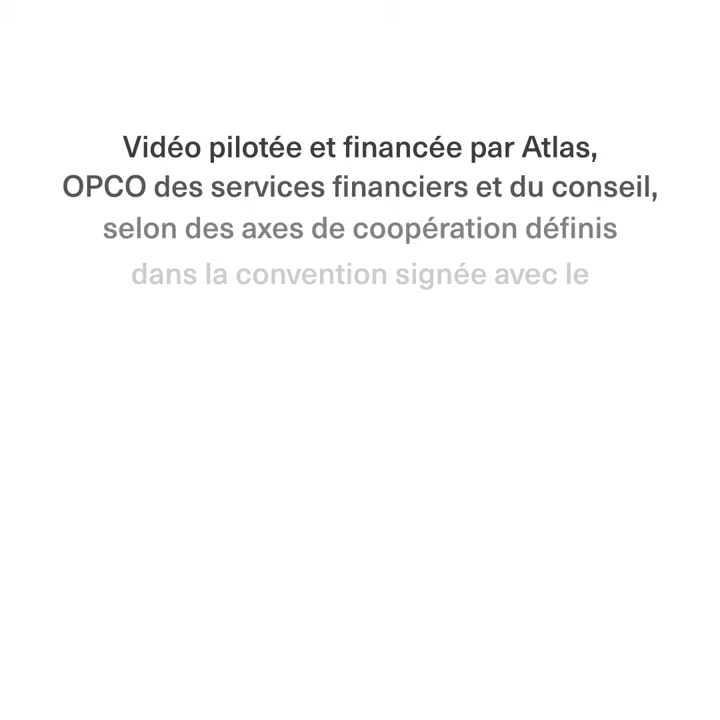 Vidéo pilotée et financée par Atlas,
OPCO des services financiers et du conseil,
selon des axes de coopération définis
dans la convention signée avec le